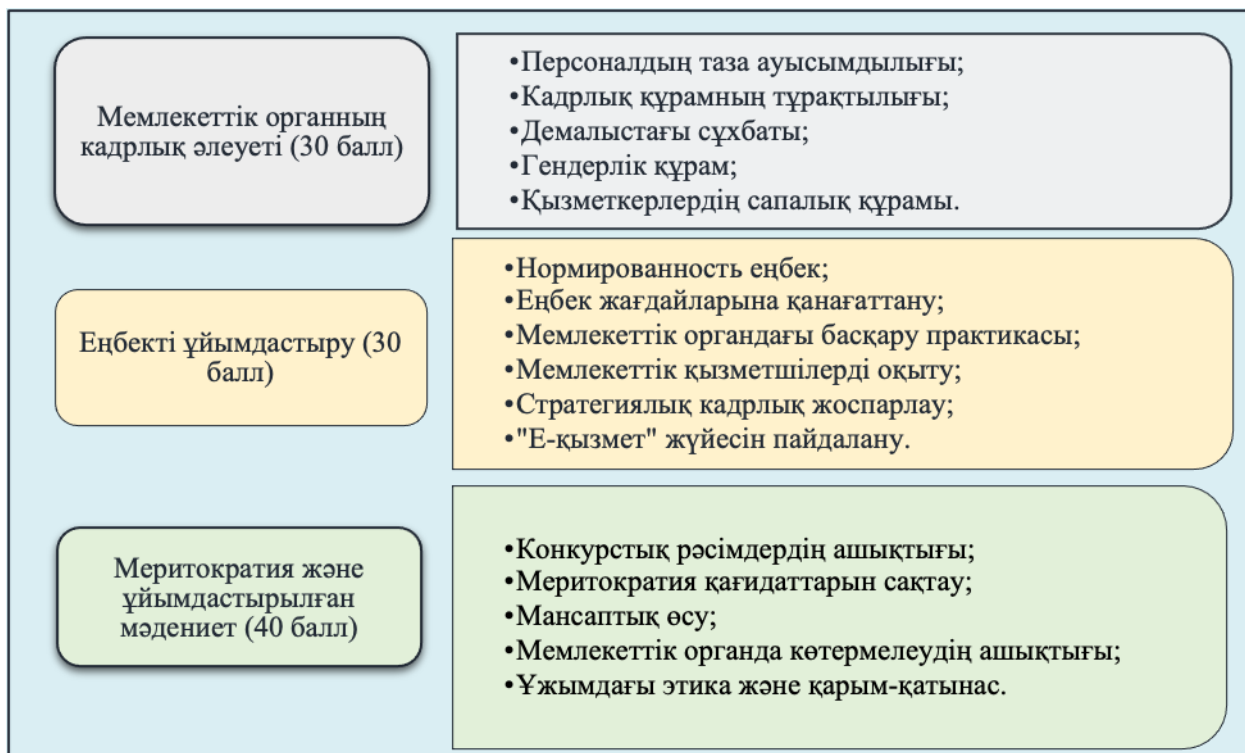 Мемлекеттік органның
кадрлық әлеуеті (30 балл)
•Персоналдың таза ауысымдылығы;
•Кадрлық құрамның тұрақтылығы;
•Демалыстағы сұхбаты;
•Гендерлік құрам;
•Қызметкерлердің сапалық құрамы.
Еңбекті ұйымдастыру (30
балл)
•Нормированность еңбек;
•Еңбек жағдайларына қанағаттану;
•Мемлекеттік органдағы басқару практикасы;
•Мемлекеттік қызметшілерді оқыту;
•Стратегиялық кадрлық жоспарлау;
•"Е-қызмет" жүйесін пайдалану.
Меритократия және
ұйымдастырылған
мәдениет (40 балл)
•Конкурстық рәсімдердің ашықтығы;
•Меритократия қағидаттарын сақтау;
•Мансаптық өсу;
•Мемлекеттік органда көтермелеудің ашықтығы;
•Ұжымдағы этика және қарым-қатынас.